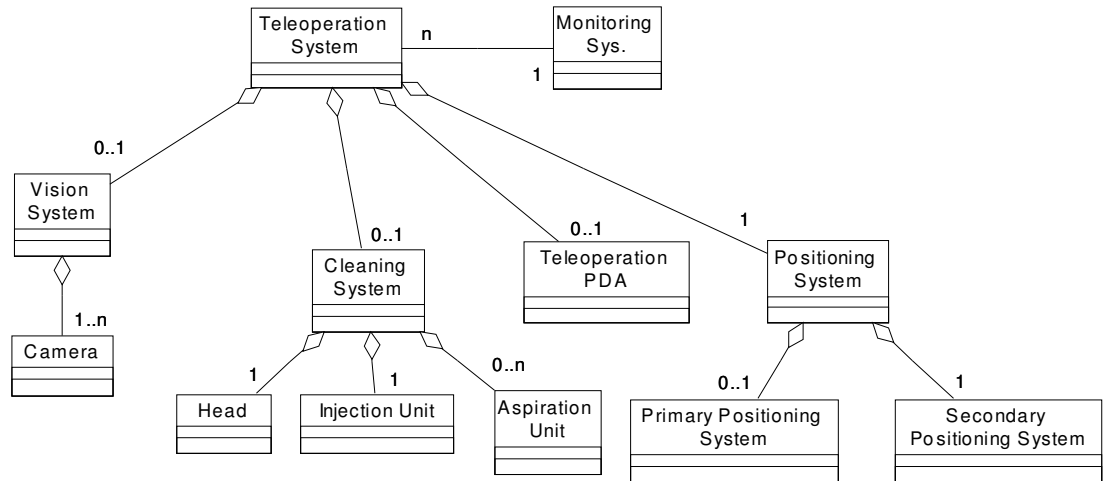 Teleoperation
System
n
1
Monitoring
Sys.
0..1
Vision
System
1..n
Camera
0..1
Cleaning
System
1
Head
1
Injection Unit
0..n
Aspiration
Unit
0..1
Teleoperation
PDA
1
Positioning
System
0..1
Primary Positioning
System
1
Secondary
Positioning System